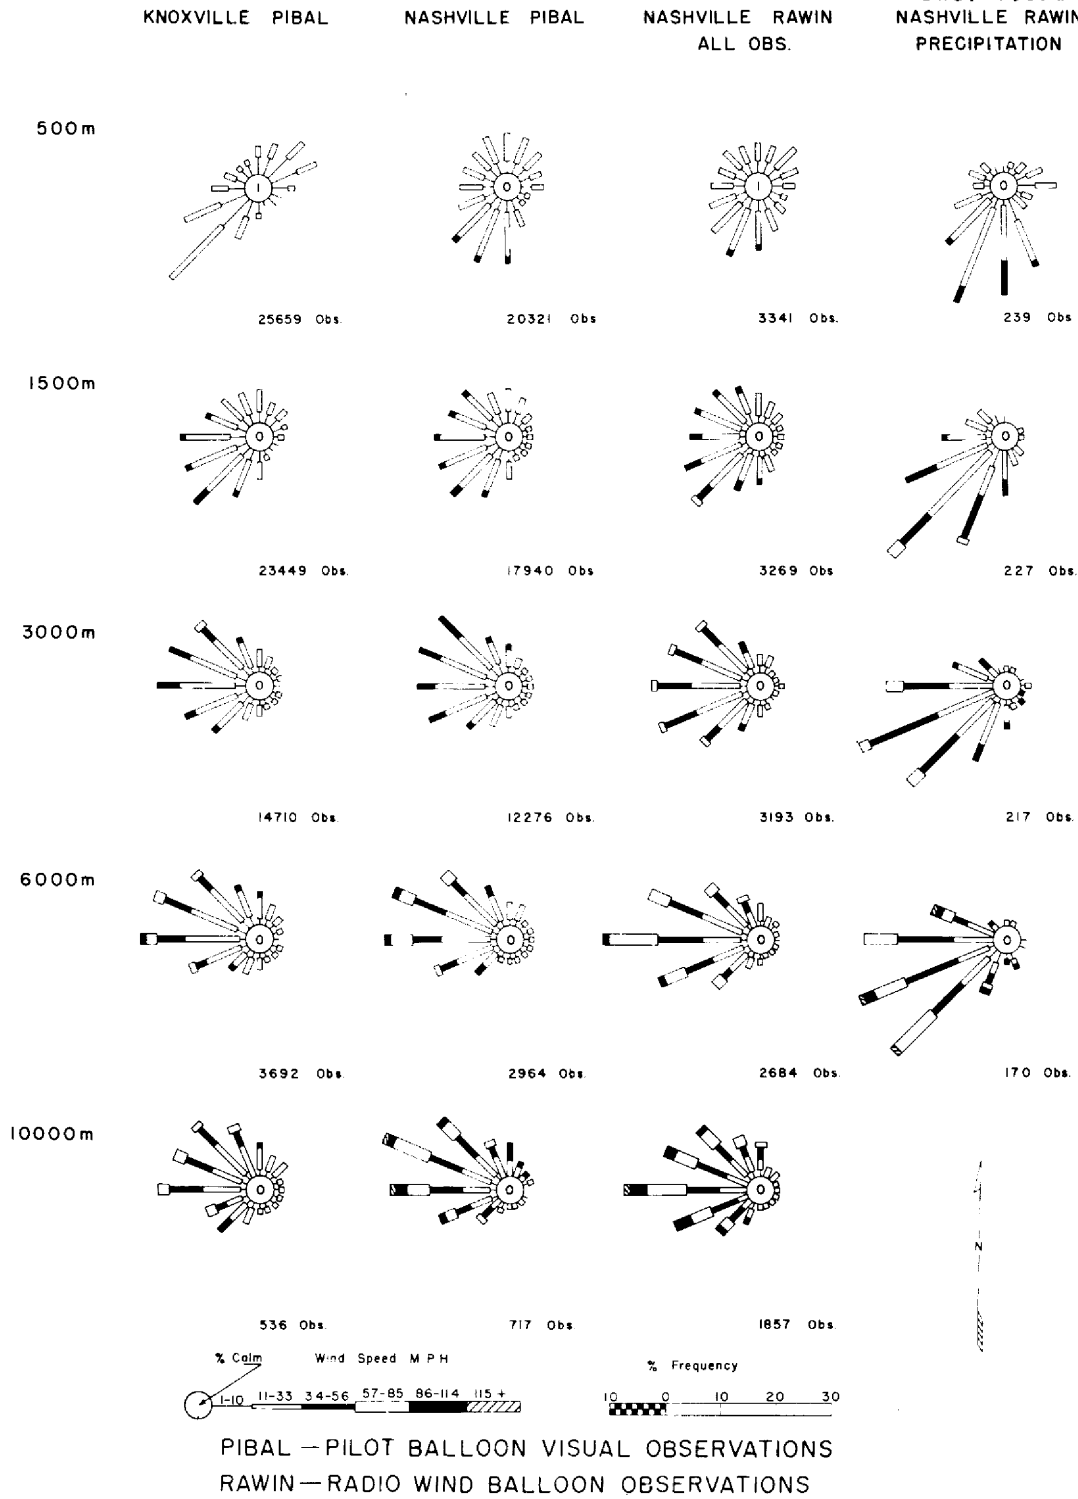 KNOXVILLE PIBAL
NASHVILLE PIBAL
NASHVILLE RAWIN
ALL OBS.
NASHVILLE RAWIN
PRECIPITATION
500m
1
0
1
0
25659 Obs.
20321 Obs
3341 Obs.
239 Obs
1500m
0
0
0
0
23449 Obs.
17940 Obs
3269 Obs
227 Obs.
3000m
0
0
0
0
14710 Obs.
12276 Obs.
3193 Obs.
217 Obs.
6000m
0
0
0
0
3692 Obs.
2964 Obs.
2684 Obs.
170 Obs.
10000m
0
0
0
N
536 Obs.
717 Obs.
1857 Obs.
% Calm
Wind Speed M P H
% Frequency
1-10 11-33 34-56 57-85 86-114 115 +
10 0 10 20 30
PIBAL — PILOT BALLOON VISUAL OBSERVATIONS
RAWIN — RADIO WIND BALLOON OBSERVATIONS